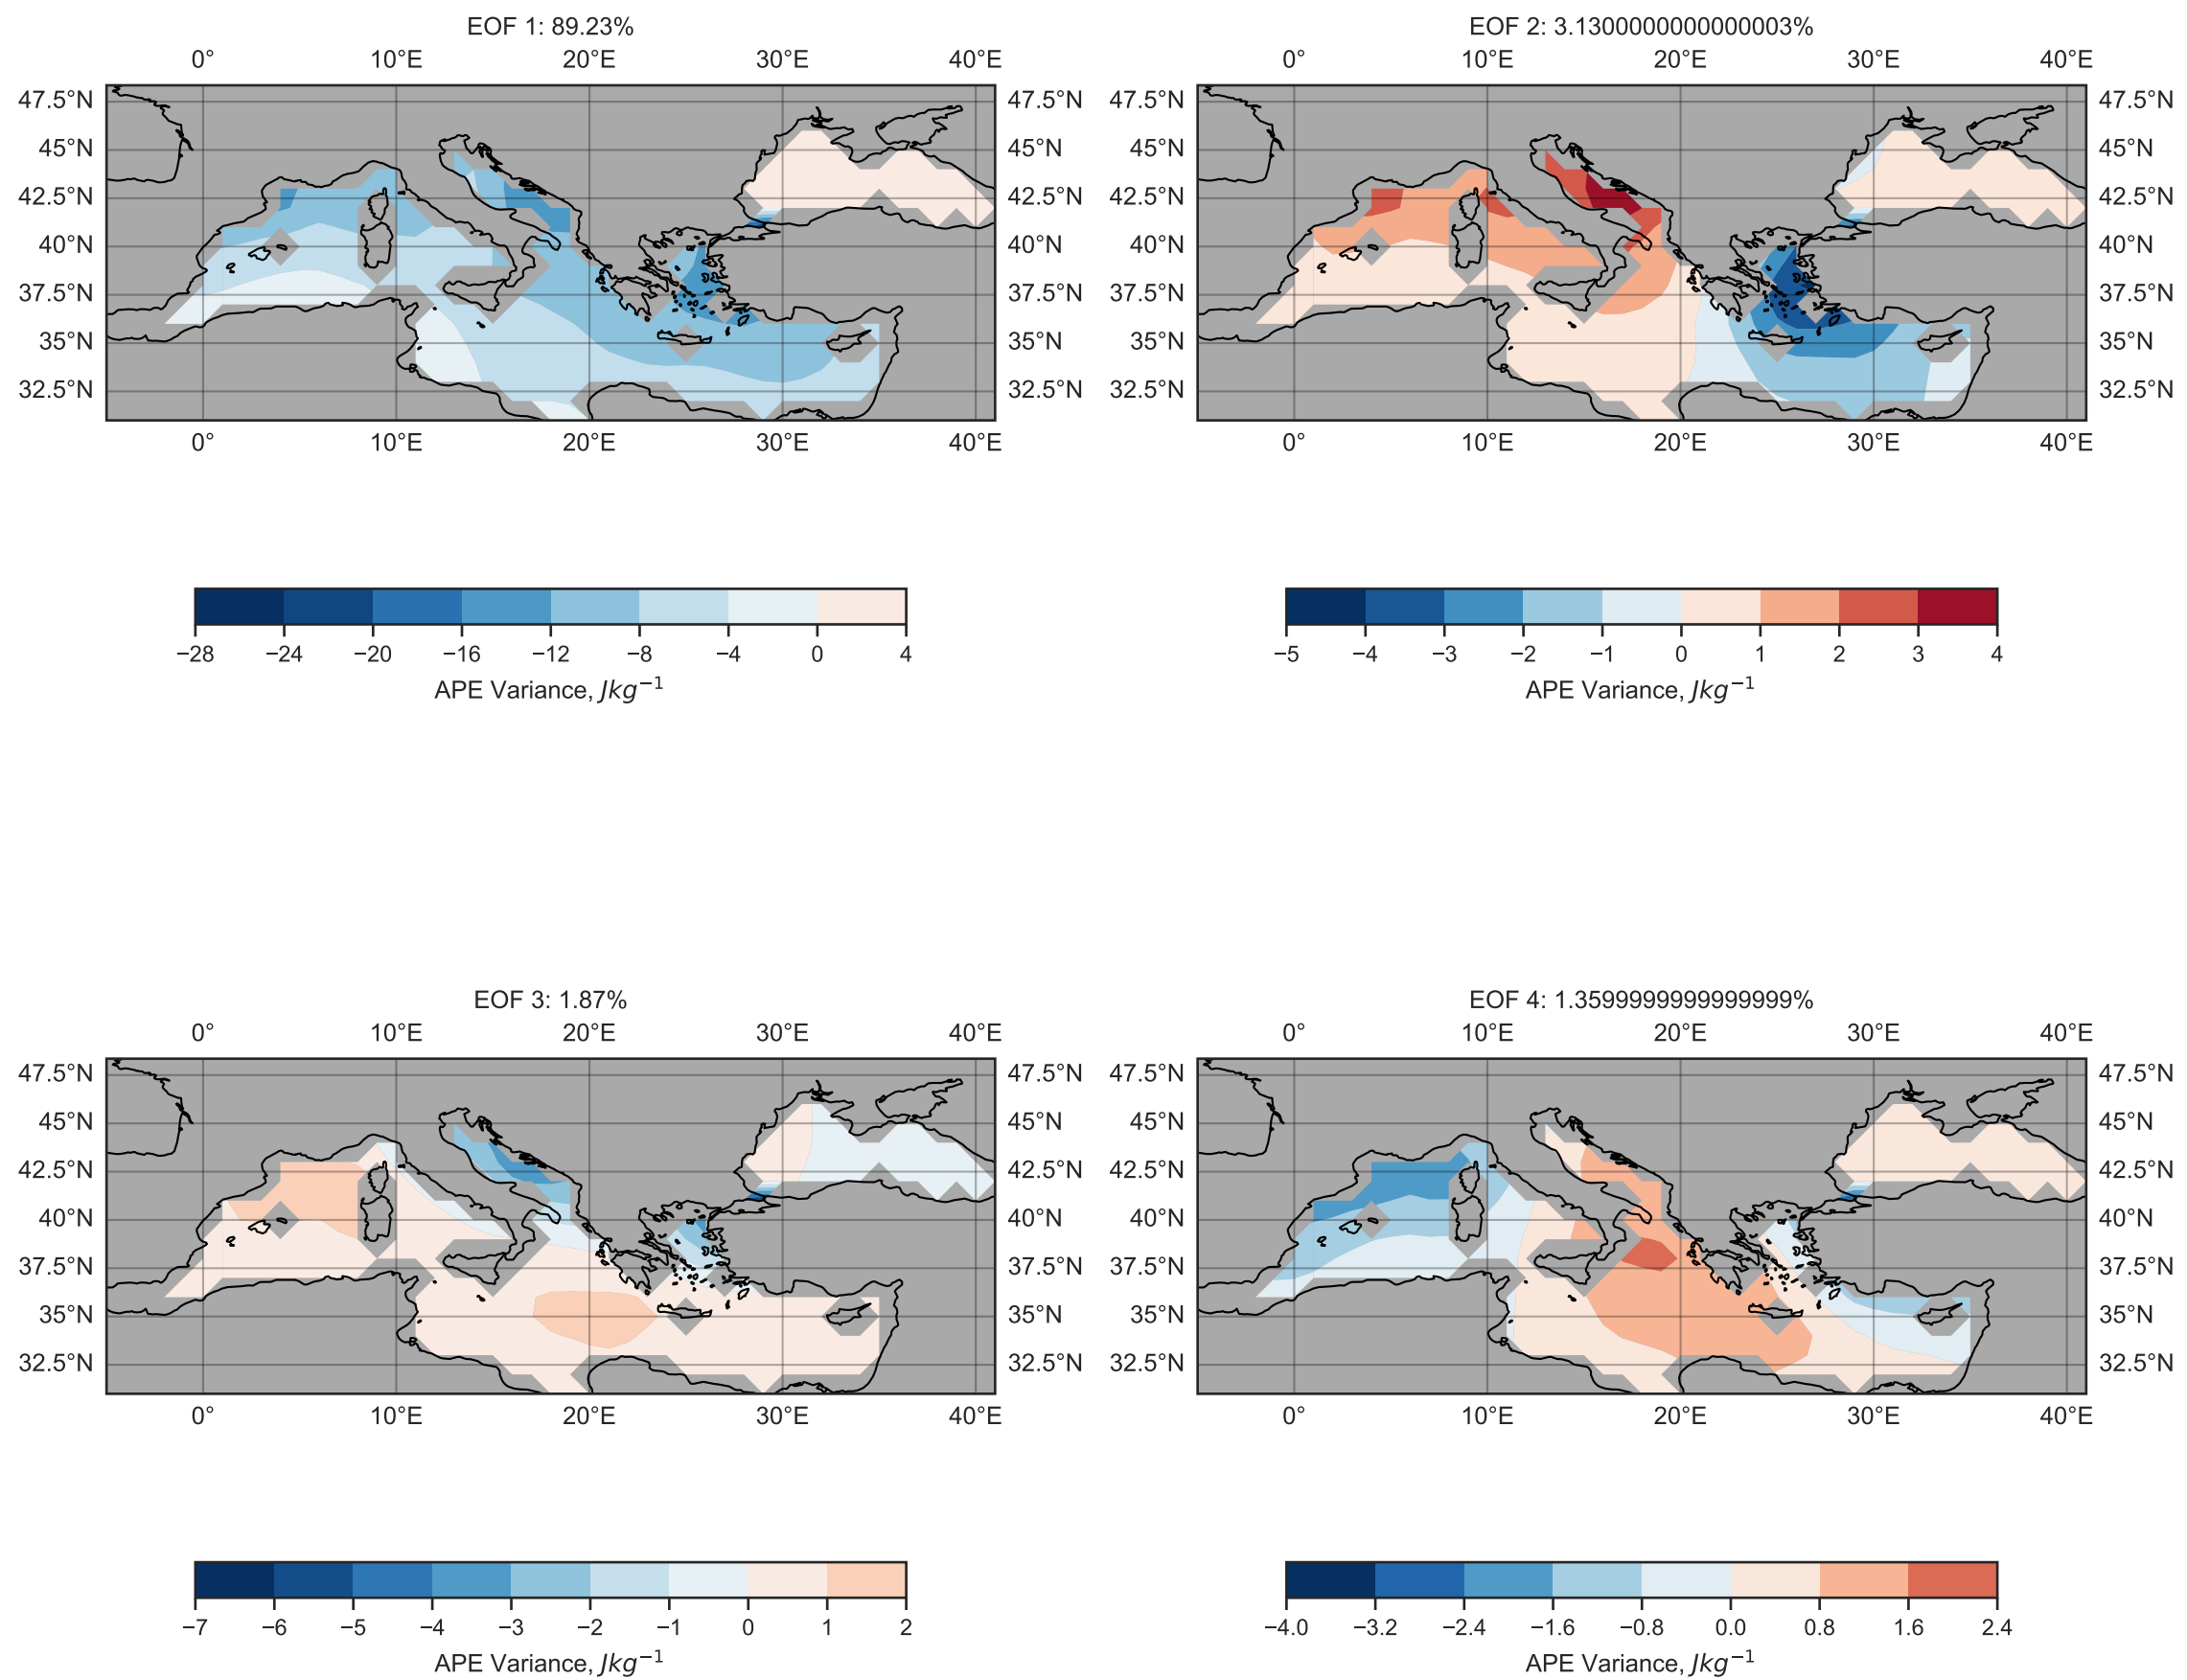 EOF 1: 89.23%
0° 10°E 20°E 30°E 40°E
47.5°N 47.5°N
45°N 45°N
42.5°N 42.5°N
40°N 40°N
37.5°N 37.5°N
35°N 35°N
32.5°N 32.5°N
0° 10°E 20°E 30°E 40°E
−28 −24 −20 −16 −12 −8 −4 0 4
APE Variance, Jkg⁻¹
EOF 2: 3.1300000000000003%
0° 10°E 20°E 30°E 40°E
47.5°N 47.5°N
45°N 45°N
42.5°N 42.5°N
40°N 40°N
37.5°N 37.5°N
35°N 35°N
32.5°N 32.5°N
0° 10°E 20°E 30°E 40°E
−5 −4 −3 −2 −1 0 1 2 3 4
APE Variance, Jkg⁻¹
EOF 3: 1.87%
0° 10°E 20°E 30°E 40°E
47.5°N 47.5°N
45°N 45°N
42.5°N 42.5°N
40°N 40°N
37.5°N 37.5°N
35°N 35°N
32.5°N 32.5°N
0° 10°E 20°E 30°E 40°E
−7 −6 −5 −4 −3 −2 −1 0 1 2
APE Variance, Jkg⁻¹
EOF 4: 1.3599999999999999%
0° 10°E 20°E 30°E 40°E
47.5°N 47.5°N
45°N 45°N
42.5°N 42.5°N
40°N 40°N
37.5°N 37.5°N
35°N 35°N
32.5°N 32.5°N
0° 10°E 20°E 30°E 40°E
−4.0 −3.2 −2.4 −1.6 −0.8 0.0 0.8 1.6 2.4
APE Variance, Jkg⁻¹